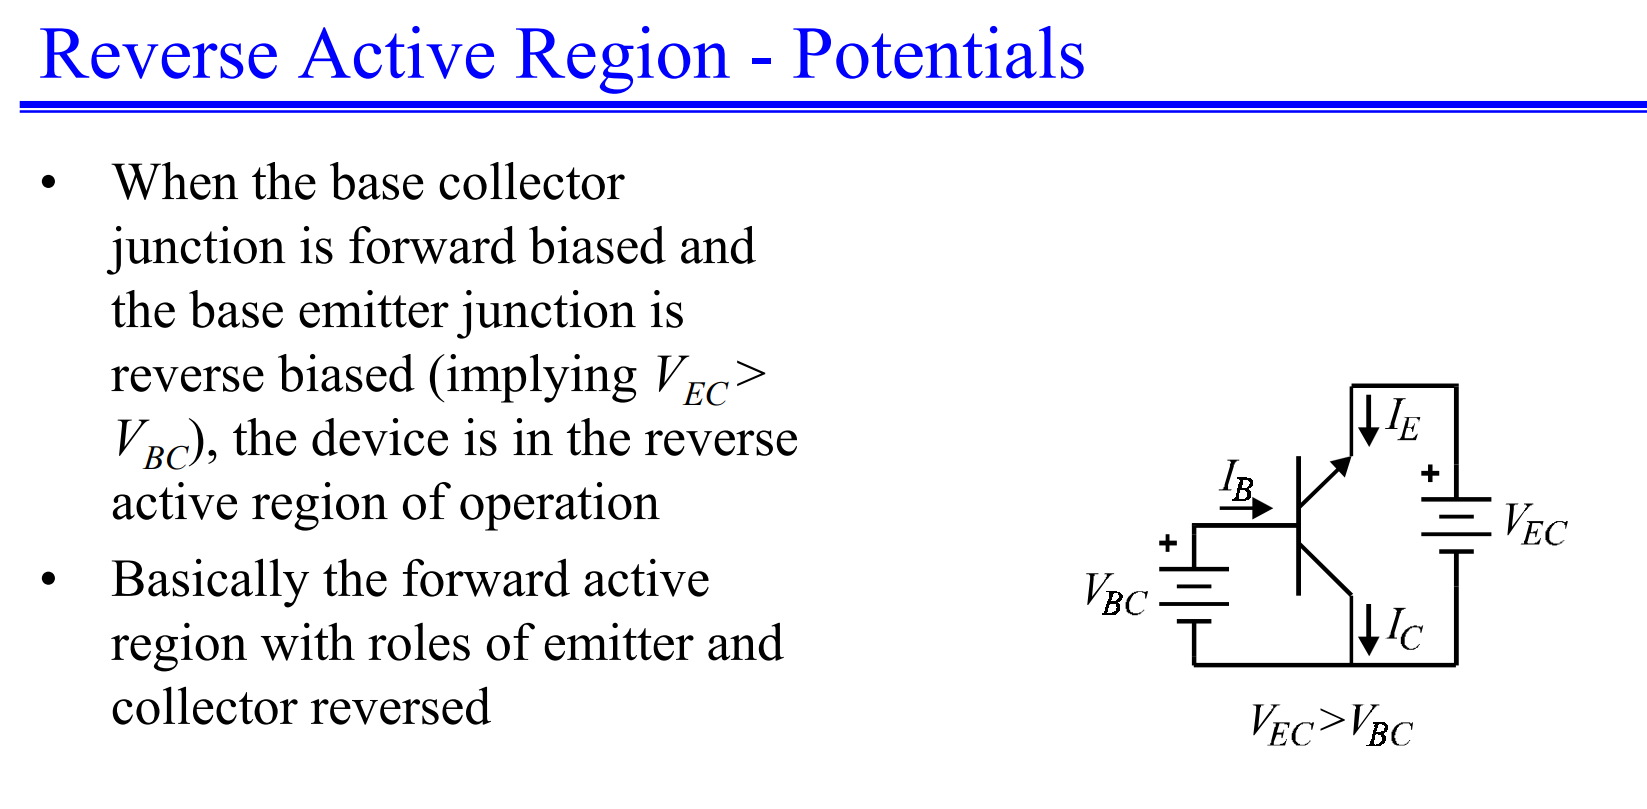 Reverse Active Region - Potentials
• When the base collector
junction is forward biased and
the base emitter junction is
reverse biased (implying V_EC >
V_BC), the device is in the reverse
active region of operation
• Basically the forward active
region with roles of emitter and
collector reversed
I_E
I_B
+
V_EC
+
V_BC
I_C
V_EC>V_BC